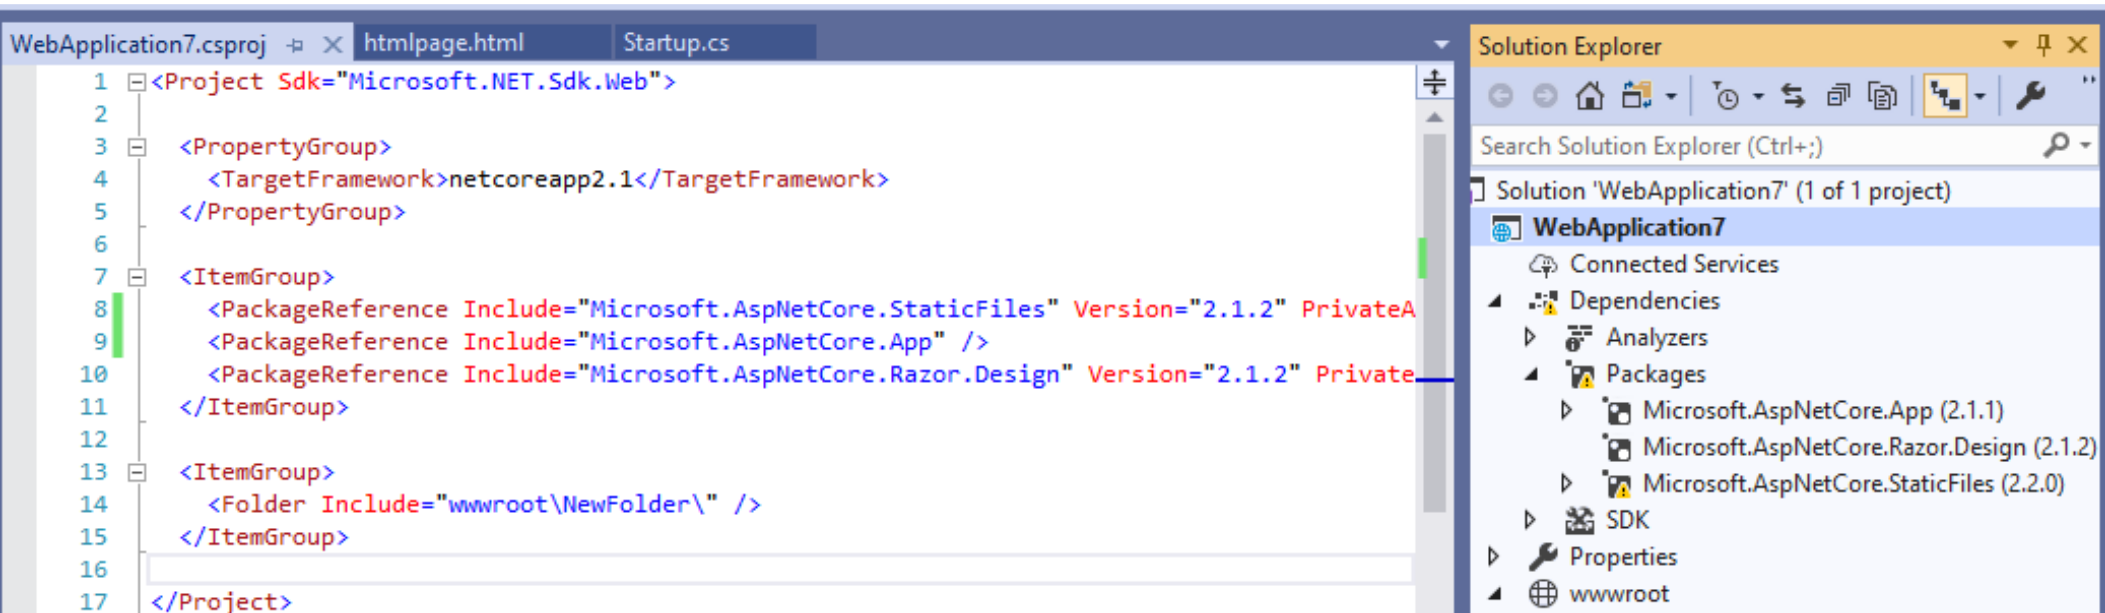 WebApplication7.csproj htmlpage.html Startup.cs
1 <Project Sdk="Microsoft.NET.Sdk.Web">
2
3 <PropertyGroup>
4 <TargetFramework>netcoreapp2.1</TargetFramework>
5 </PropertyGroup>
6
7 <ItemGroup>
8 <PackageReference Include="Microsoft.AspNetCore.StaticFiles" Version="2.1.2" PrivateA
9 <PackageReference Include="Microsoft.AspNetCore.App" />
10 <PackageReference Include="Microsoft.AspNetCore.Razor.Design" Version="2.1.2" Private
11 </ItemGroup>
12
13 <ItemGroup>
14 <Folder Include="wwwroot\NewFolder\" />
15 </ItemGroup>
16
17 </Project>
Solution Explorer
Search Solution Explorer (Ctrl+;)
Solution 'WebApplication7' (1 of 1 project)
WebApplication7
Connected Services
Dependencies
Analyzers
Packages
Microsoft.AspNetCore.App (2.1.1)
Microsoft.AspNetCore.Razor.Design (2.1.2)
Microsoft.AspNetCore.StaticFiles (2.2.0)
SDK
Properties
wwwroot